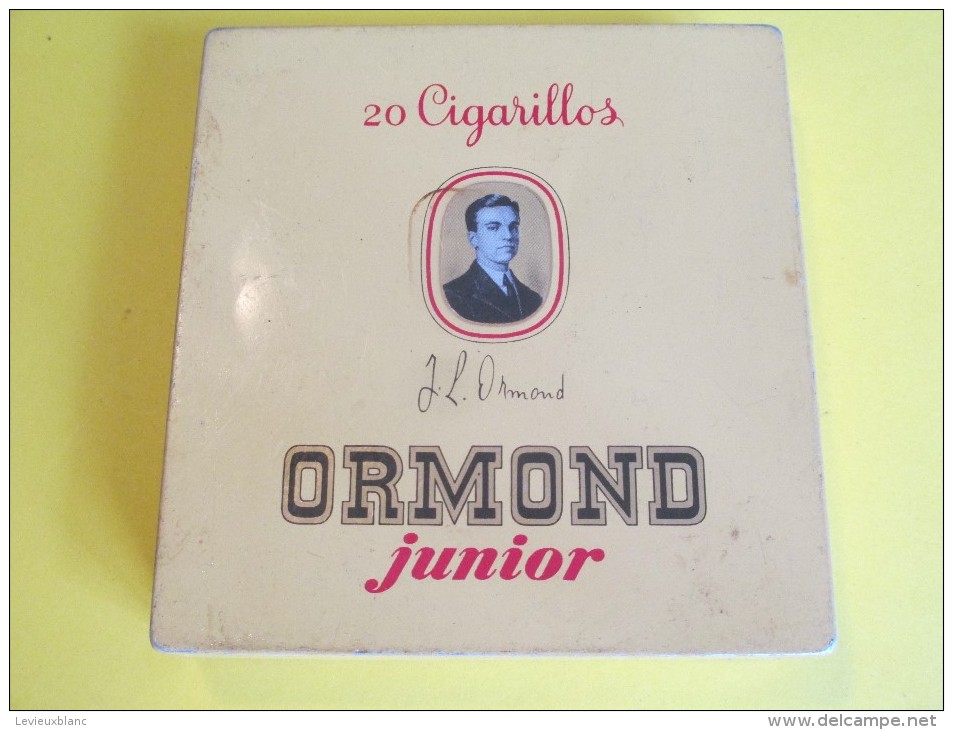 20 Cigarillos
J. L. Ormond
ORMOND
junior
Levieuxblanc
www.delcampe.net